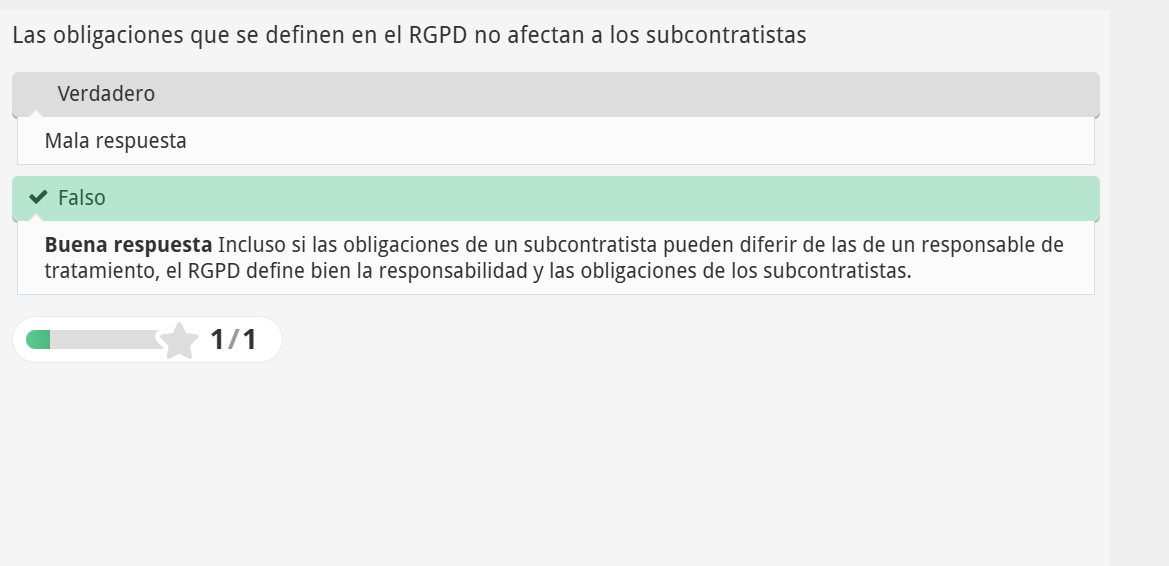 Las obligaciones que se definen en el RGPD no afectan a los subcontratistas
Verdadero
Mala respuesta
Falso
Buena respuesta Incluso si las obligaciones de un subcontratista pueden diferir de las de un responsable de
tratamiento, el RGPD define bien la responsabilidad y las obligaciones de los subcontratistas.
1/1